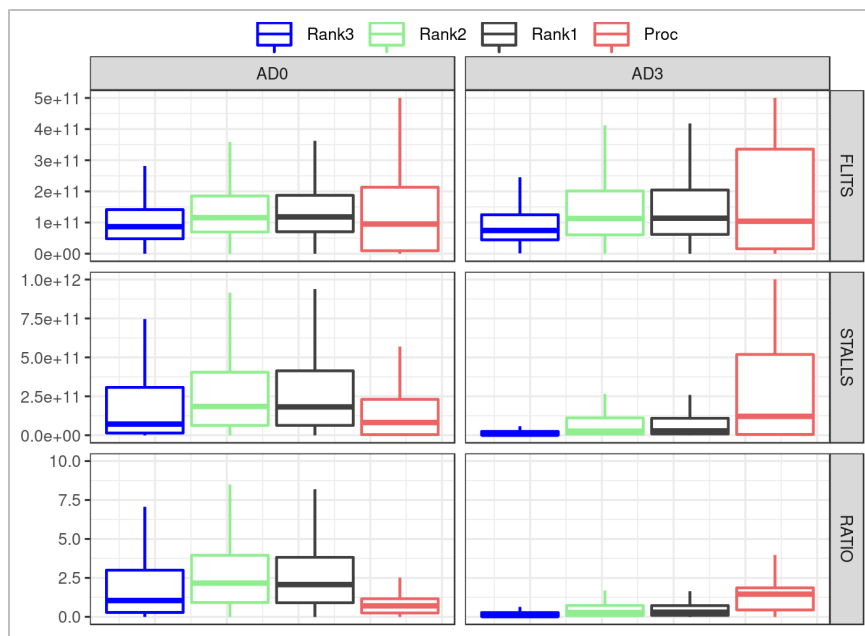 Rank3 Rank2 Rank1 Proc
AD0 AD3
5e+11
4e+11
3e+11
2e+11
1e+11
0e+00
FLITS
1.0e+12
7.5e+11
5.0e+11
2.5e+11
0.0e+00
STALLS
10.0
7.5
5.0
2.5
0.0
RATIO